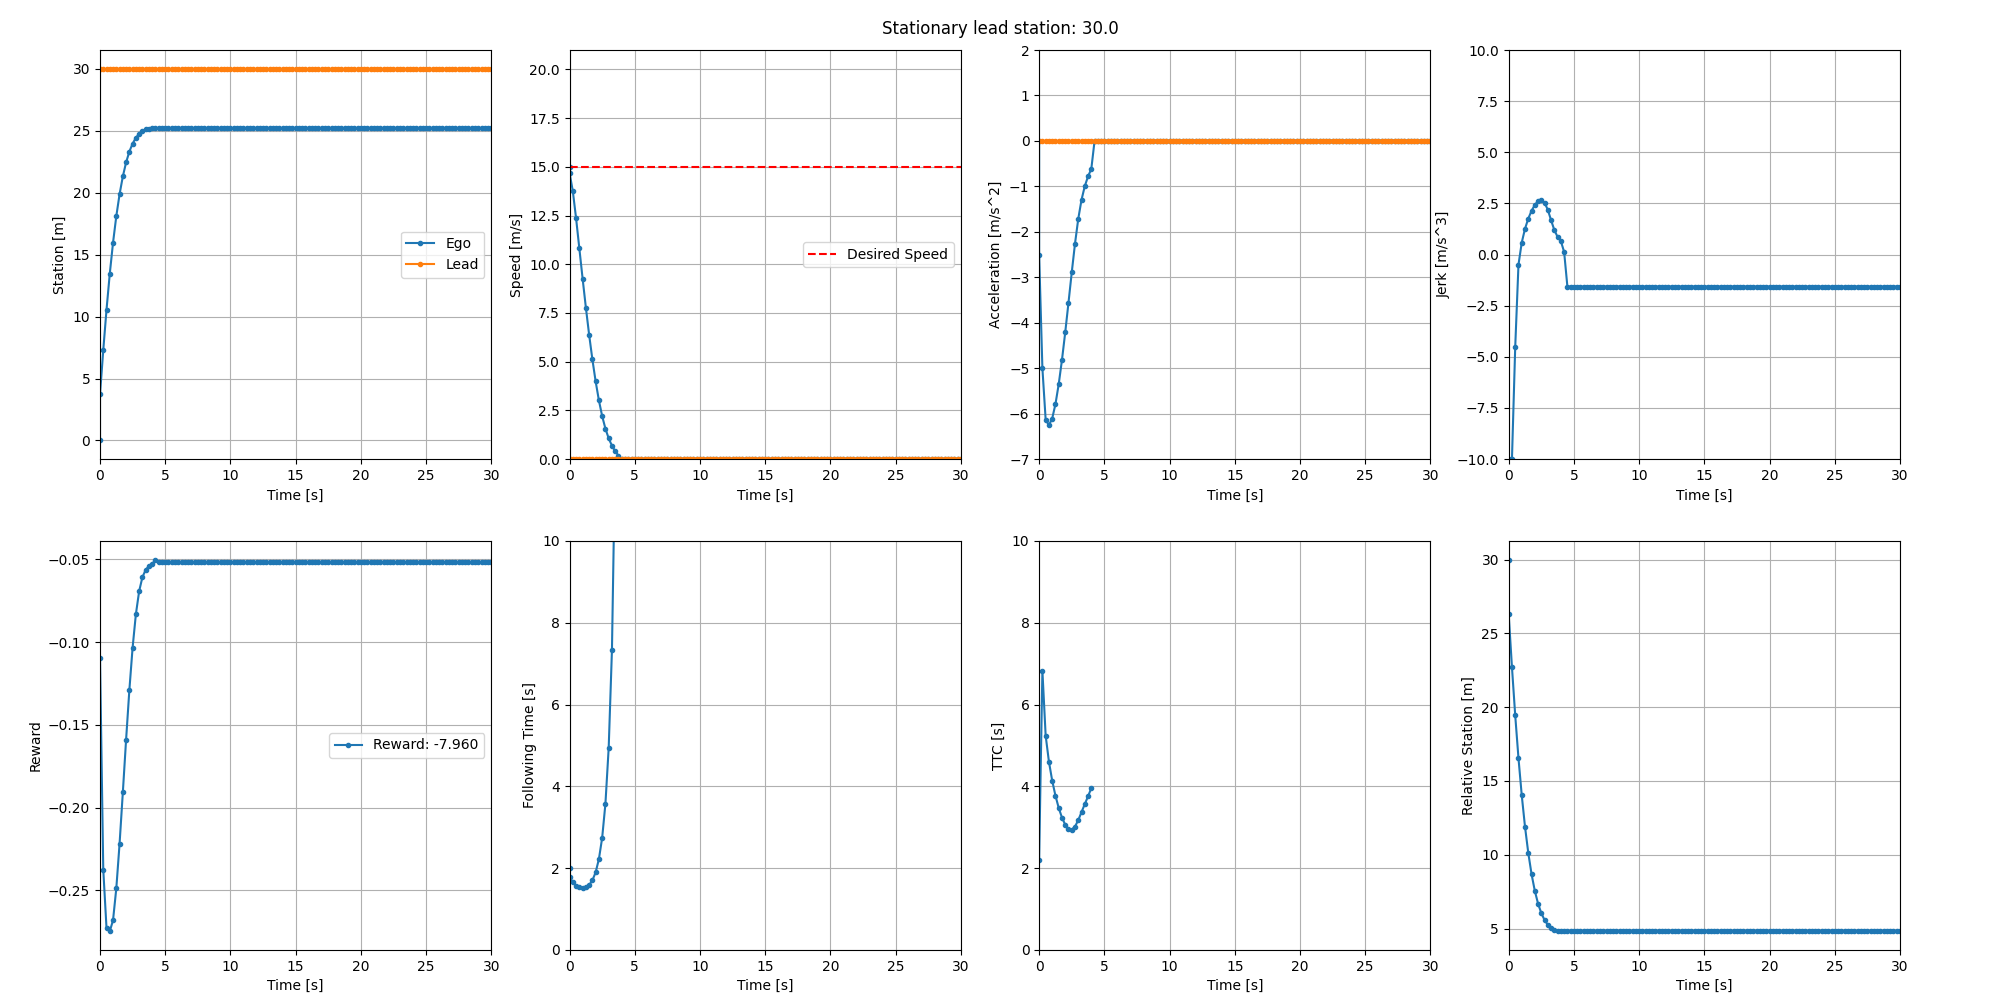 Stationary lead station: 30.0
Station [m]
30
25
20
15
10
5
0
Ego
Lead
0 5 10 15 20 25 30
Time [s]
Speed [m/s]
20.0
17.5
15.0
12.5
10.0
7.5
5.0
2.5
0.0
Desired Speed
0 5 10 15 20 25 30
Time [s]
Acceleration [m/s^2]
2
1
0
−1
−2
−3
−4
−5
−6
−7
0 5 10 15 20 25 30
Time [s]
Jerk [m/s^3]
10.0
7.5
5.0
2.5
0.0
−2.5
−5.0
−7.5
−10.0
0 5 10 15 20 25 30
Time [s]
Reward
−0.05
−0.10
−0.15
−0.20
−0.25
Reward: -7.960
0 5 10 15 20 25 30
Time [s]
Following Time [s]
10
8
6
4
2
0
0 5 10 15 20 25 30
Time [s]
TTC [s]
10
8
6
4
2
0
0 5 10 15 20 25 30
Time [s]
Relative Station [m]
30
25
20
15
10
5
0 5 10 15 20 25 30
Time [s]